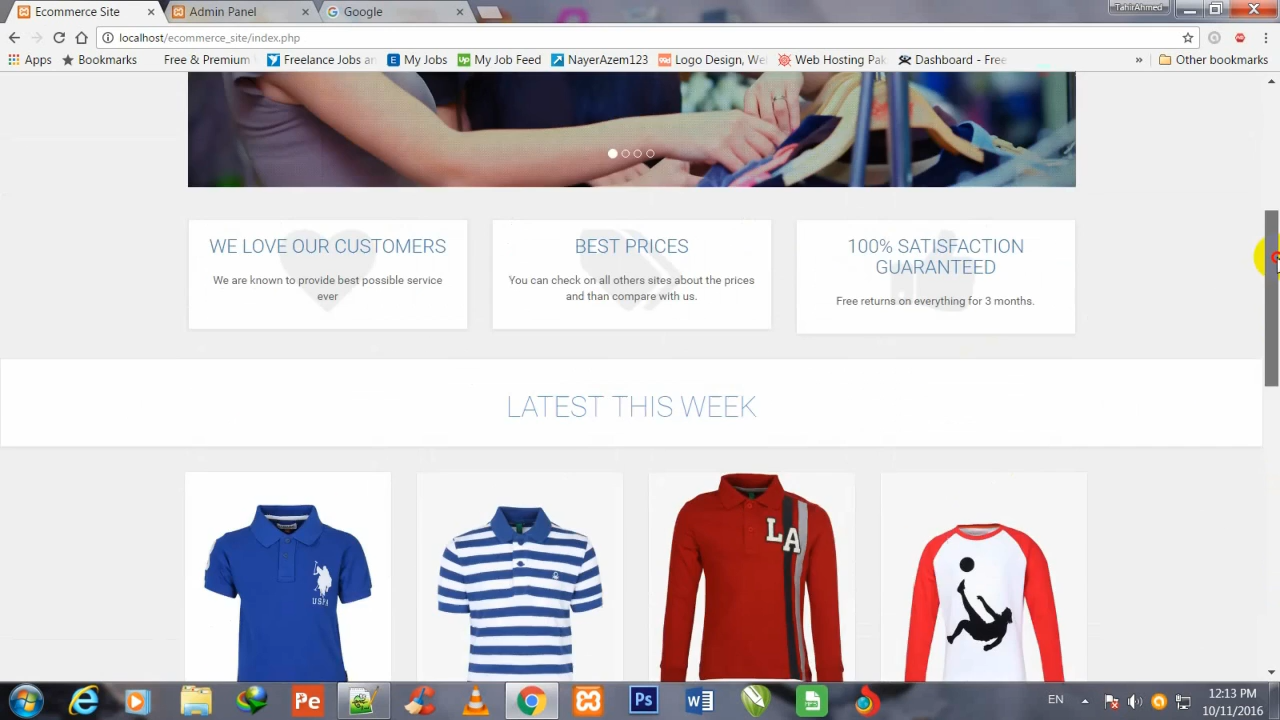 TahirAhmed
Ecommerce Site
Admin Panel
Google
localhost/ecommerce_site/index.php
Apps
Bookmarks
Free & Premium
Freelance Jobs an
My Jobs
My Job Feed
NayerAzem123
Logo Design, We
Web Hosting Pak
Dashboard - Free
»
Other bookmarks
WE LOVE OUR CUSTOMERS
We are known to provide best possible service
ever
BEST PRICES
You can check on all others sites about the prices
and than compare with us.
100% SATISFACTION
GUARANTEED
Free returns on everything for 3 months.
LATEST THIS WEEK
USPA
LA
Pe
Ps
EN
12:13 PM
10/11/2016